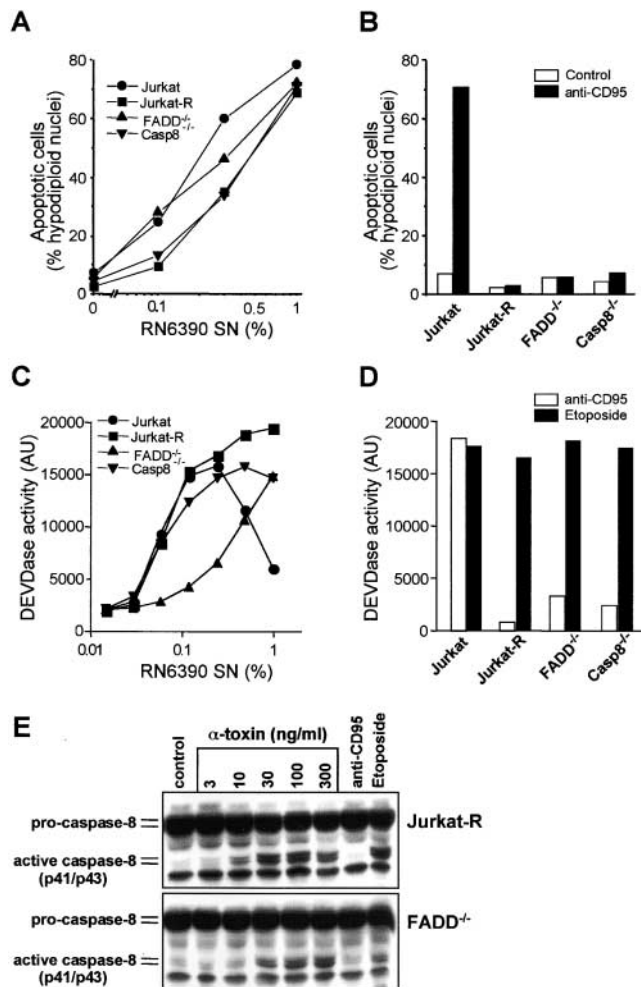 A
Apoptotic cells
(% hypodiploid nuclei)
80
60
40
20
0
Jurkat
Jurkat-R
FADD-/-
Casp8-/-
0 0.1 0.5 1
RN6390 SN (%)
B
Apoptotic cells
(% hypodiploid nuclei)
80
60
40
20
0
Control
anti-CD95
Jurkat
Jurkat-R
FADD-/-
Casp8-/-
C
DEVDase activity (AU)
20000
15000
10000
5000
0
Jurkat
Jurkat-R
FADD-/-
Casp8-/-
0.01 0.1 1
RN6390 SN (%)
D
DEVDase activity (AU)
20000
15000
10000
5000
0
anti-CD95
Etoposide
Jurkat
Jurkat-R
FADD-/-
Casp8-/-
E
control
α-toxin (ng/ml)
3 10 30 100 300
anti-CD95
Etoposide
pro-caspase-8
active caspase-8
(p41/p43)
Jurkat-R
pro-caspase-8
active caspase-8
(p41/p43)
FADD-/-